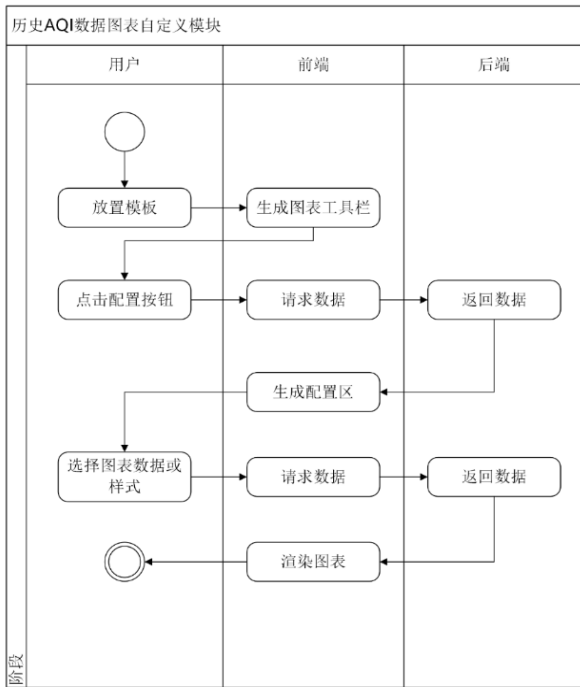 历史AQI数据图表自定义模块
用户
前端
后端
放置模板
生成图表工具栏
点击配置按钮
请求数据
返回数据
生成配置区
选择图表数据或
样式
请求数据
返回数据
渲染图表
阶段